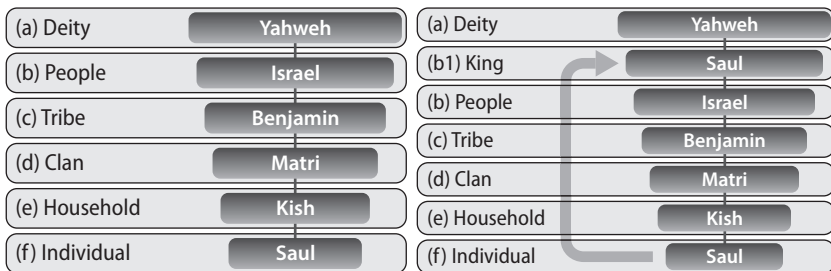 (a) Deity Yahweh
(b) People Israel
(c) Tribe Benjamin
(d) Clan Matri
(e) Household Kish
(f) Individual Saul
(a) Deity Yahweh
(b1) King Saul
(b) People Israel
(c) Tribe Benjamin
(d) Clan Matri
(e) Household Kish
(f) Individual Saul